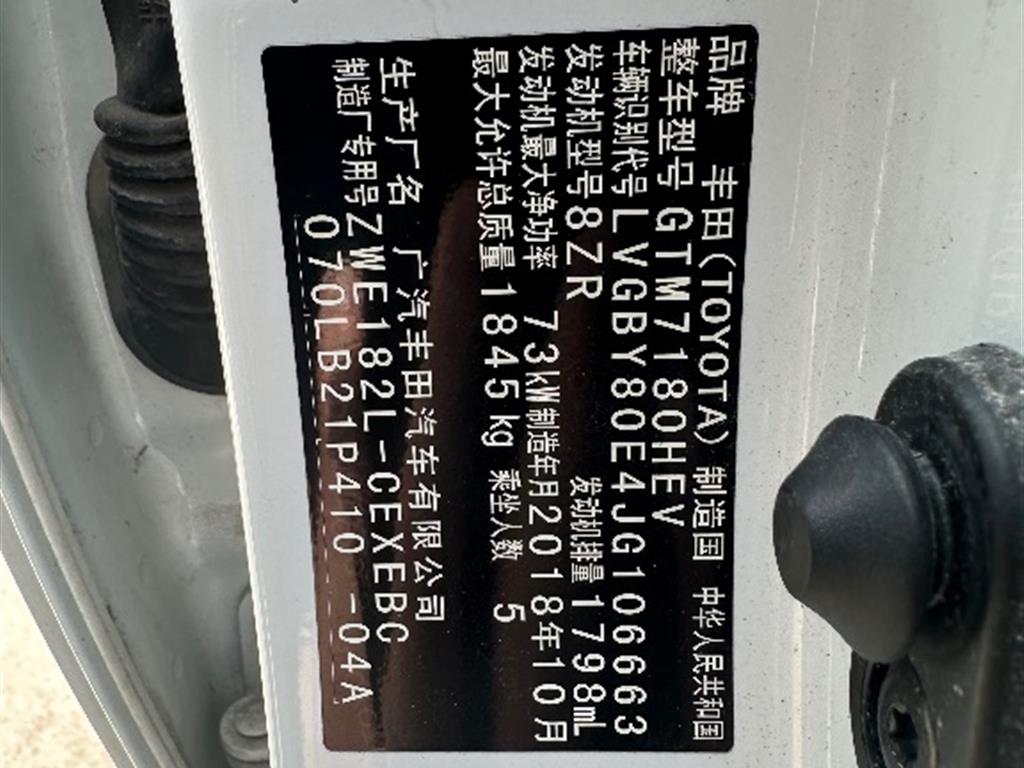 品牌 丰田(TOYOTA) 制造国 中华人民共和国
整车型号 GTM7180HEV
车辆识别代号 LVGBY80E4JG106663
发动机型号 8ZR 发动机排量 1798mL
发动机最大净功率 73kW 制造年月 2018年10月
最大允许总质量 1845kg 乘坐人数 5
生产厂名 广汽丰田汽车有限公司
制造厂专用号 ZWE182L-CEXEBC
070LB21P410 -04A